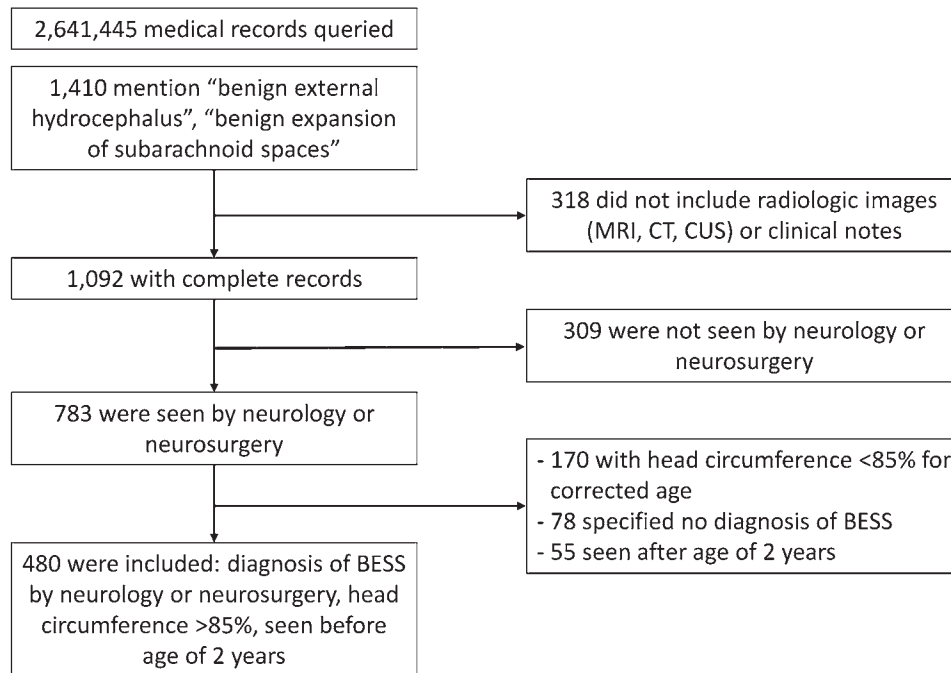 2,641,445 medical records queried
1,410 mention “benign external
hydrocephalus”, “benign expansion
of subarachnoid spaces”
318 did not include radiologic images
(MRI, CT, CUS) or clinical notes
1,092 with complete records
309 were not seen by neurology or
neurosurgery
783 were seen by neurology or
neurosurgery
- 170 with head circumference <85% for
corrected age
- 78 specified no diagnosis of BESS
- 55 seen after age of 2 years
480 were included: diagnosis of BESS
by neurology or neurosurgery, head
circumference >85%, seen before
age of 2 years